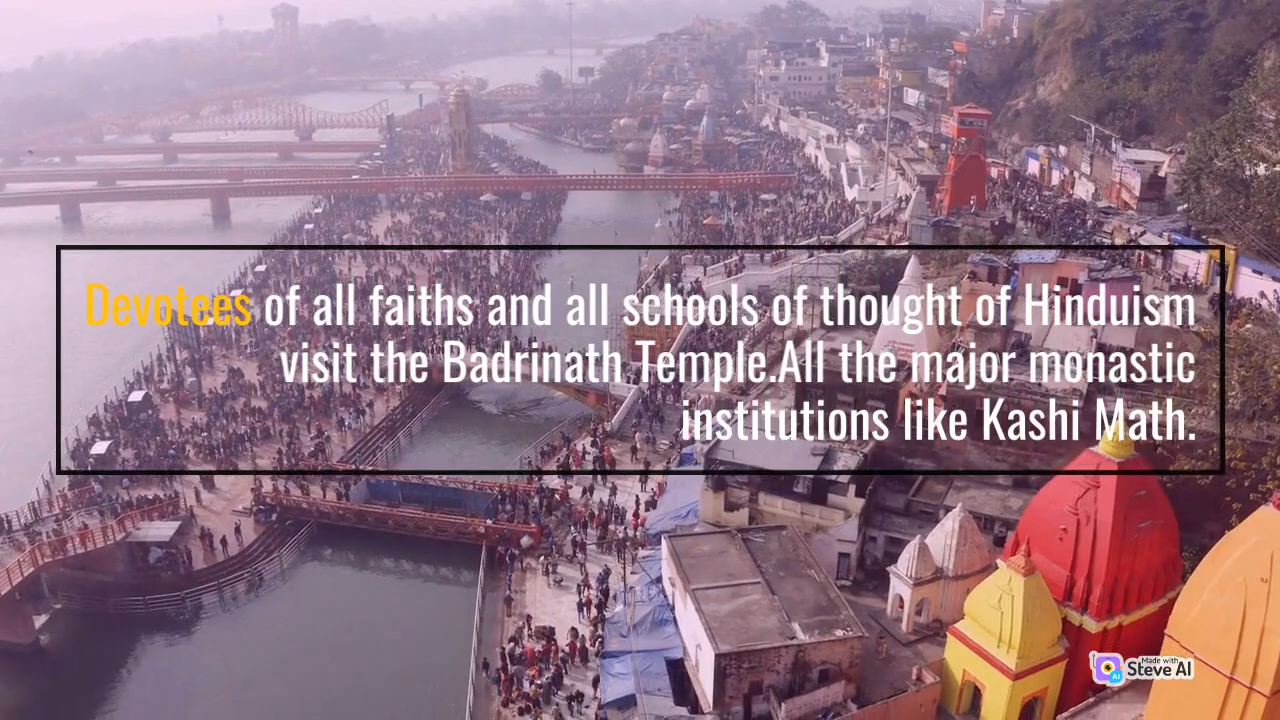 Devotees of all faiths and all schools of thought of Hinduism
visit the Badrinath Temple.All the major monastic
institutions like Kashi Math.
Made with
Steve AI
AI